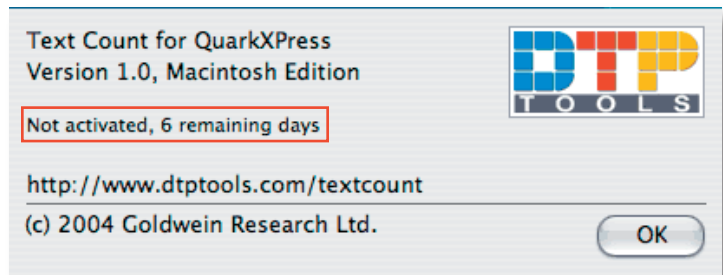 Text Count for QuarkXPress
Version 1.0, Macintosh Edition
DTP
TOOLS
Not activated, 6 remaining days
http://www.dtptools.com/textcount
(c) 2004 Goldwein Research Ltd.
OK